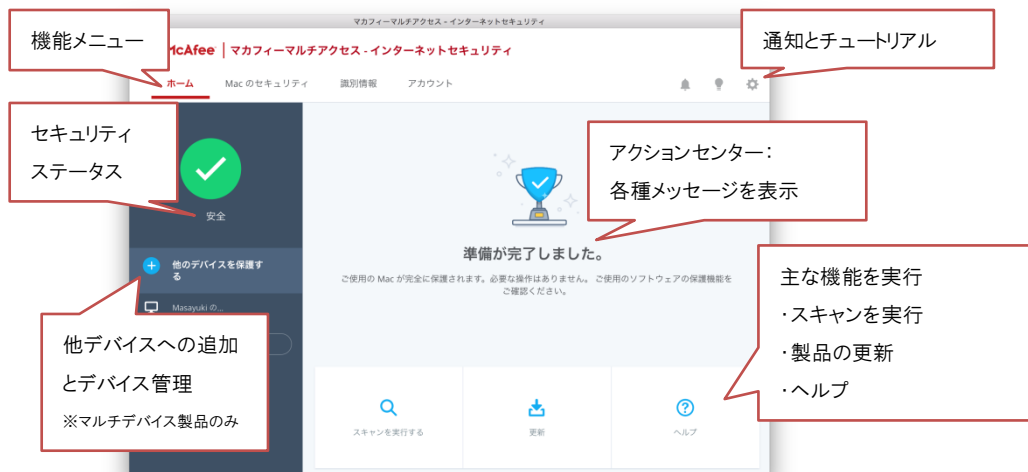 マカフィーマルチアクセス - インターネットセキュリティ
機能メニュー
McAfee | マカフィーマルチアクセス - インターネットセキュリティ
通知とチュートリアル
ホーム Mac のセキュリティ 識別情報 アカウント
セキュリティ
ステータス
安全
アクションセンター：
各種メッセージを表示
準備が完了しました。
ご使用の Mac が完全に保護されます。必要な操作はありません。 ご使用のソフトウェアの保護機能を
ご確認ください。
他のデバイスを保護す
る
Masayuki の...
他デバイスへの追加
とデバイス管理
※マルチデバイス製品のみ
主な機能を実行
・スキャンを実行
・製品の更新
・ヘルプ
スキャンを実行する
更新
ヘルプ